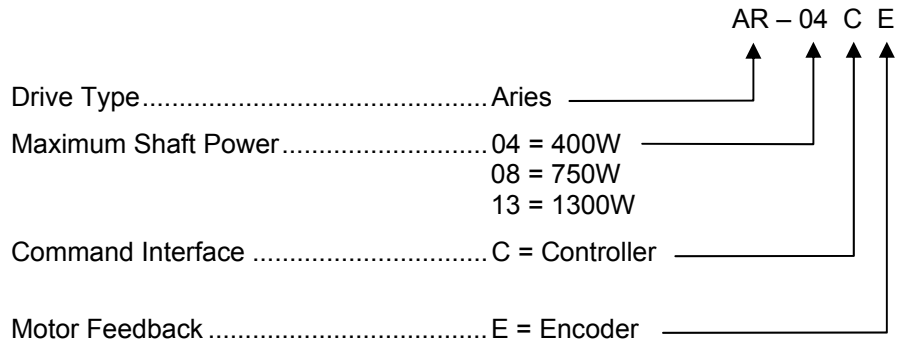 AR – 04 C E
Drive Type............................................. Aries
Maximum Shaft Power........................... 04 = 400W
08 = 750W
13 = 1300W
Command Interface ............................... C = Controller
Motor Feedback .................................... E = Encoder